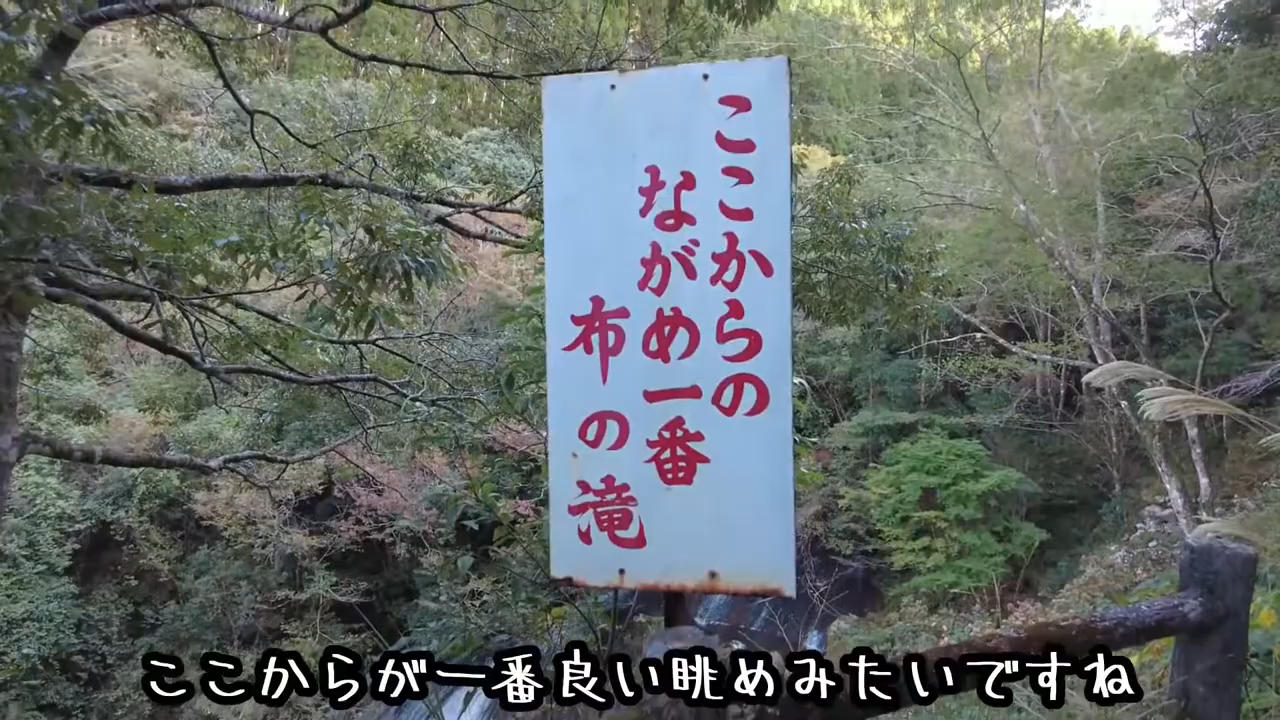 ここからの
ながめ一番
布の滝
ここからが一番良い眺めみたいですね